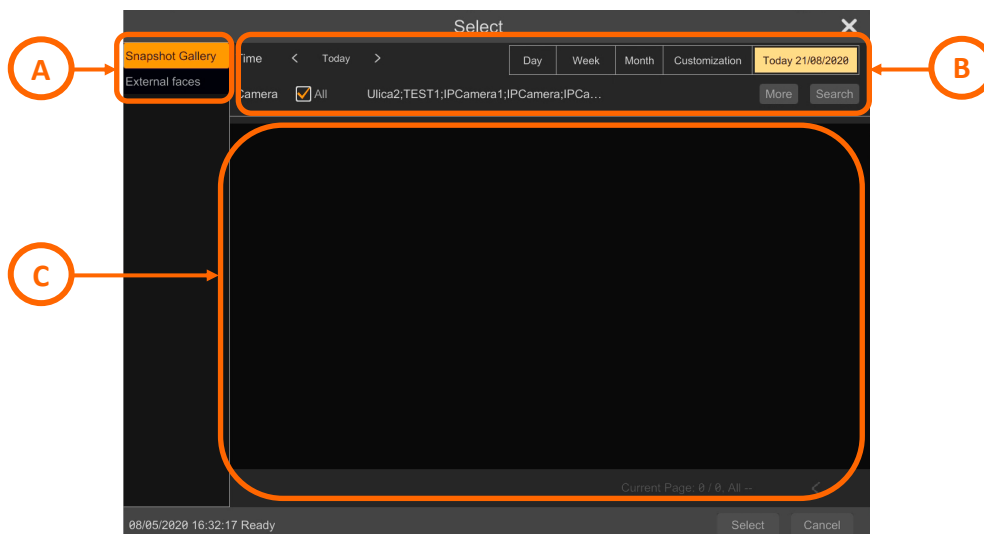 Select
Snapshot Gallery
External faces
Time < Today > Day Week Month Customization Today 21/08/2020
Camera All Ulica2;TEST1;IPCamera1;IPCamera;IPCa... More Search
A
B
C
Current Page: 0 / 0, All -- <
08/05/2020 16:32:17 Ready Select Cancel